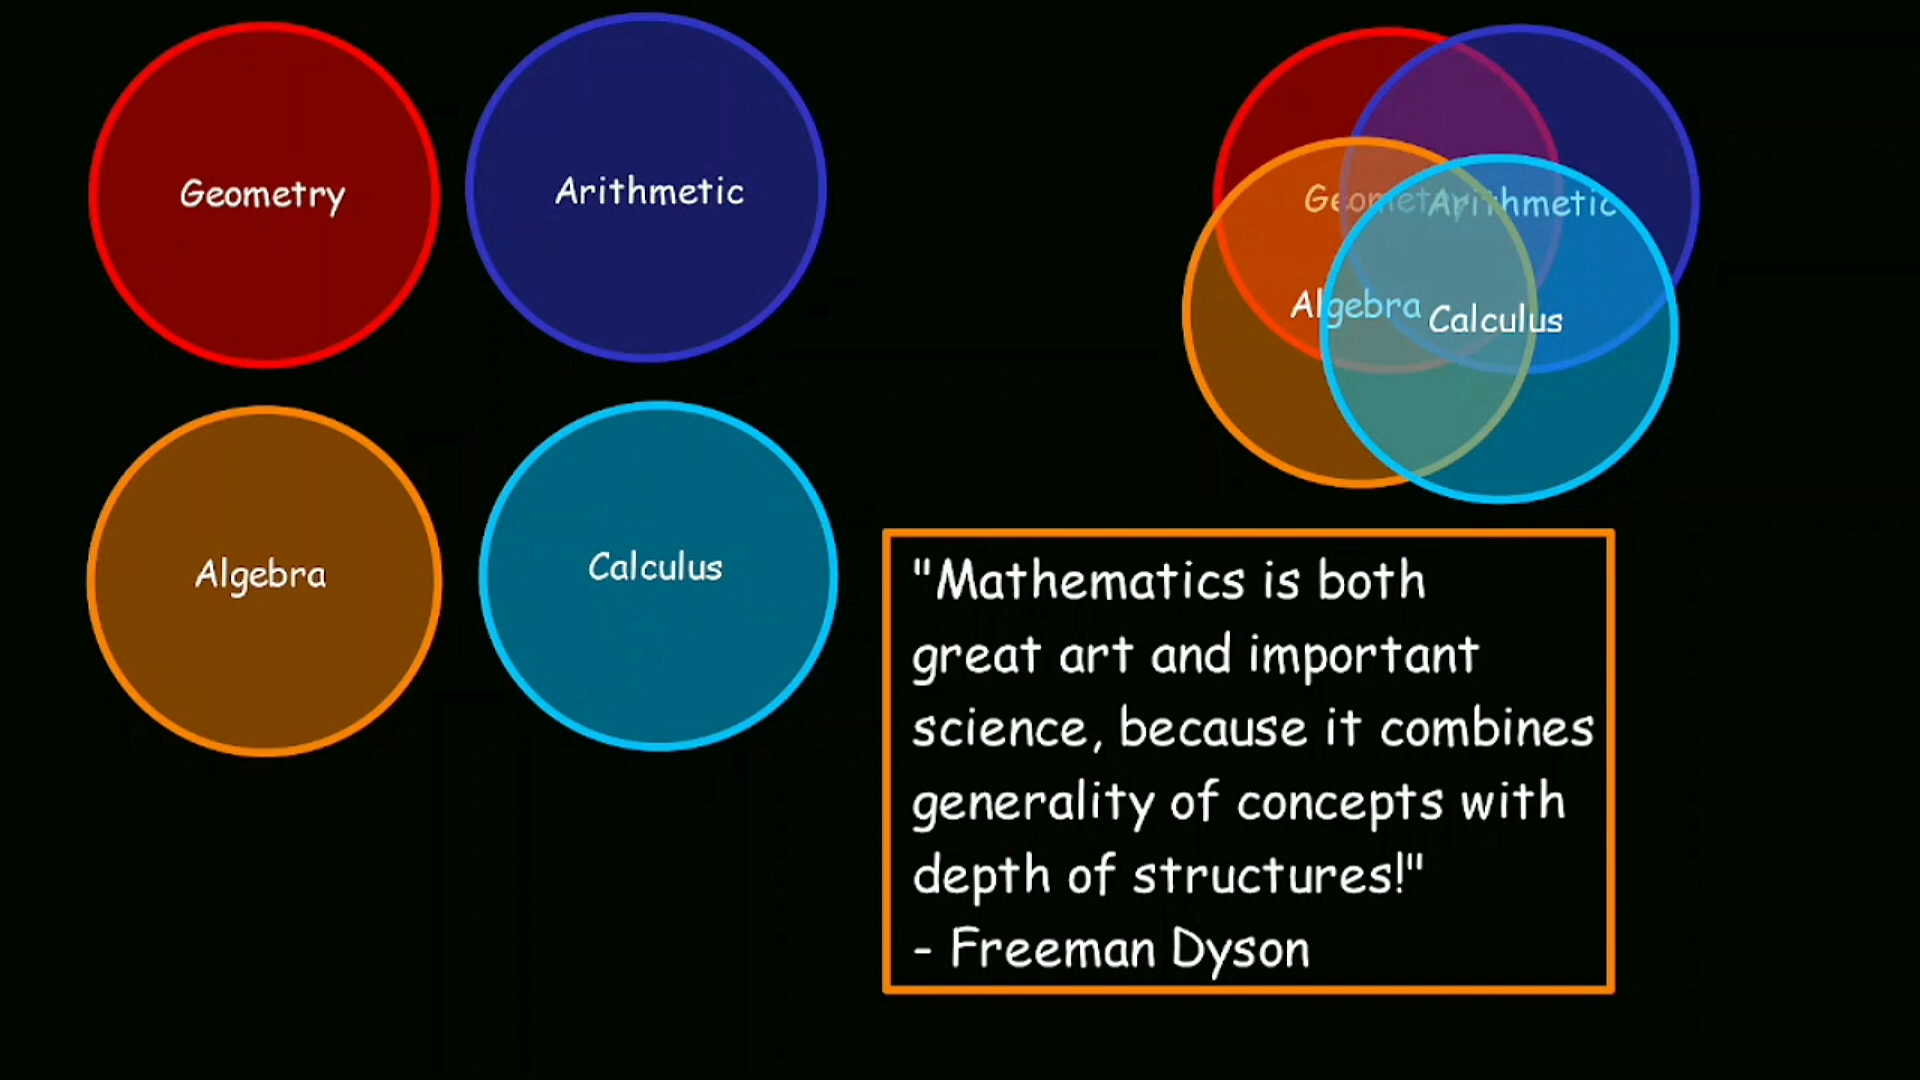 Geometry
Arithmetic
Algebra
Calculus
Geometry
Arithmetic
Algebra
Calculus
"Mathematics is both
great art and important
science, because it combines
generality of concepts with
depth of structures!"
- Freeman Dyson